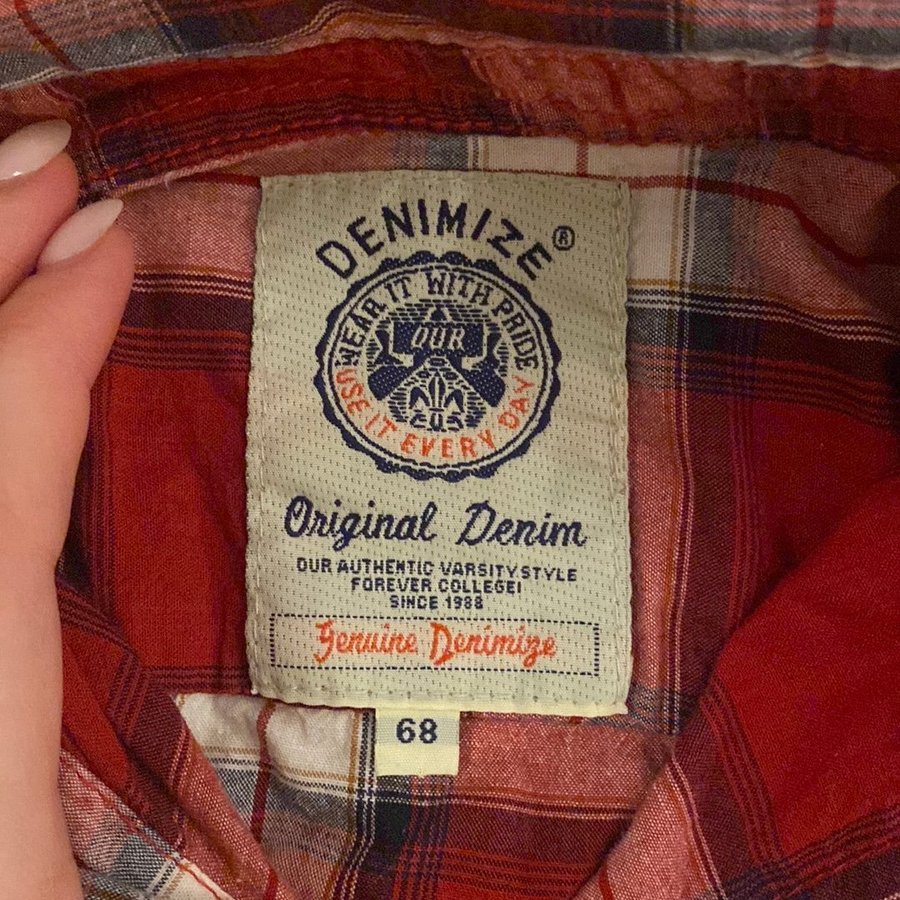 DENIMIZE®
WEAR IT WITH PRIDE
OUR
USE IT EVERY DAY
Original Denim
OUR AUTHENTIC VARSITY STYLE
FOREVER COLLEGE!
SINCE 1988
Genuine Denimize
68